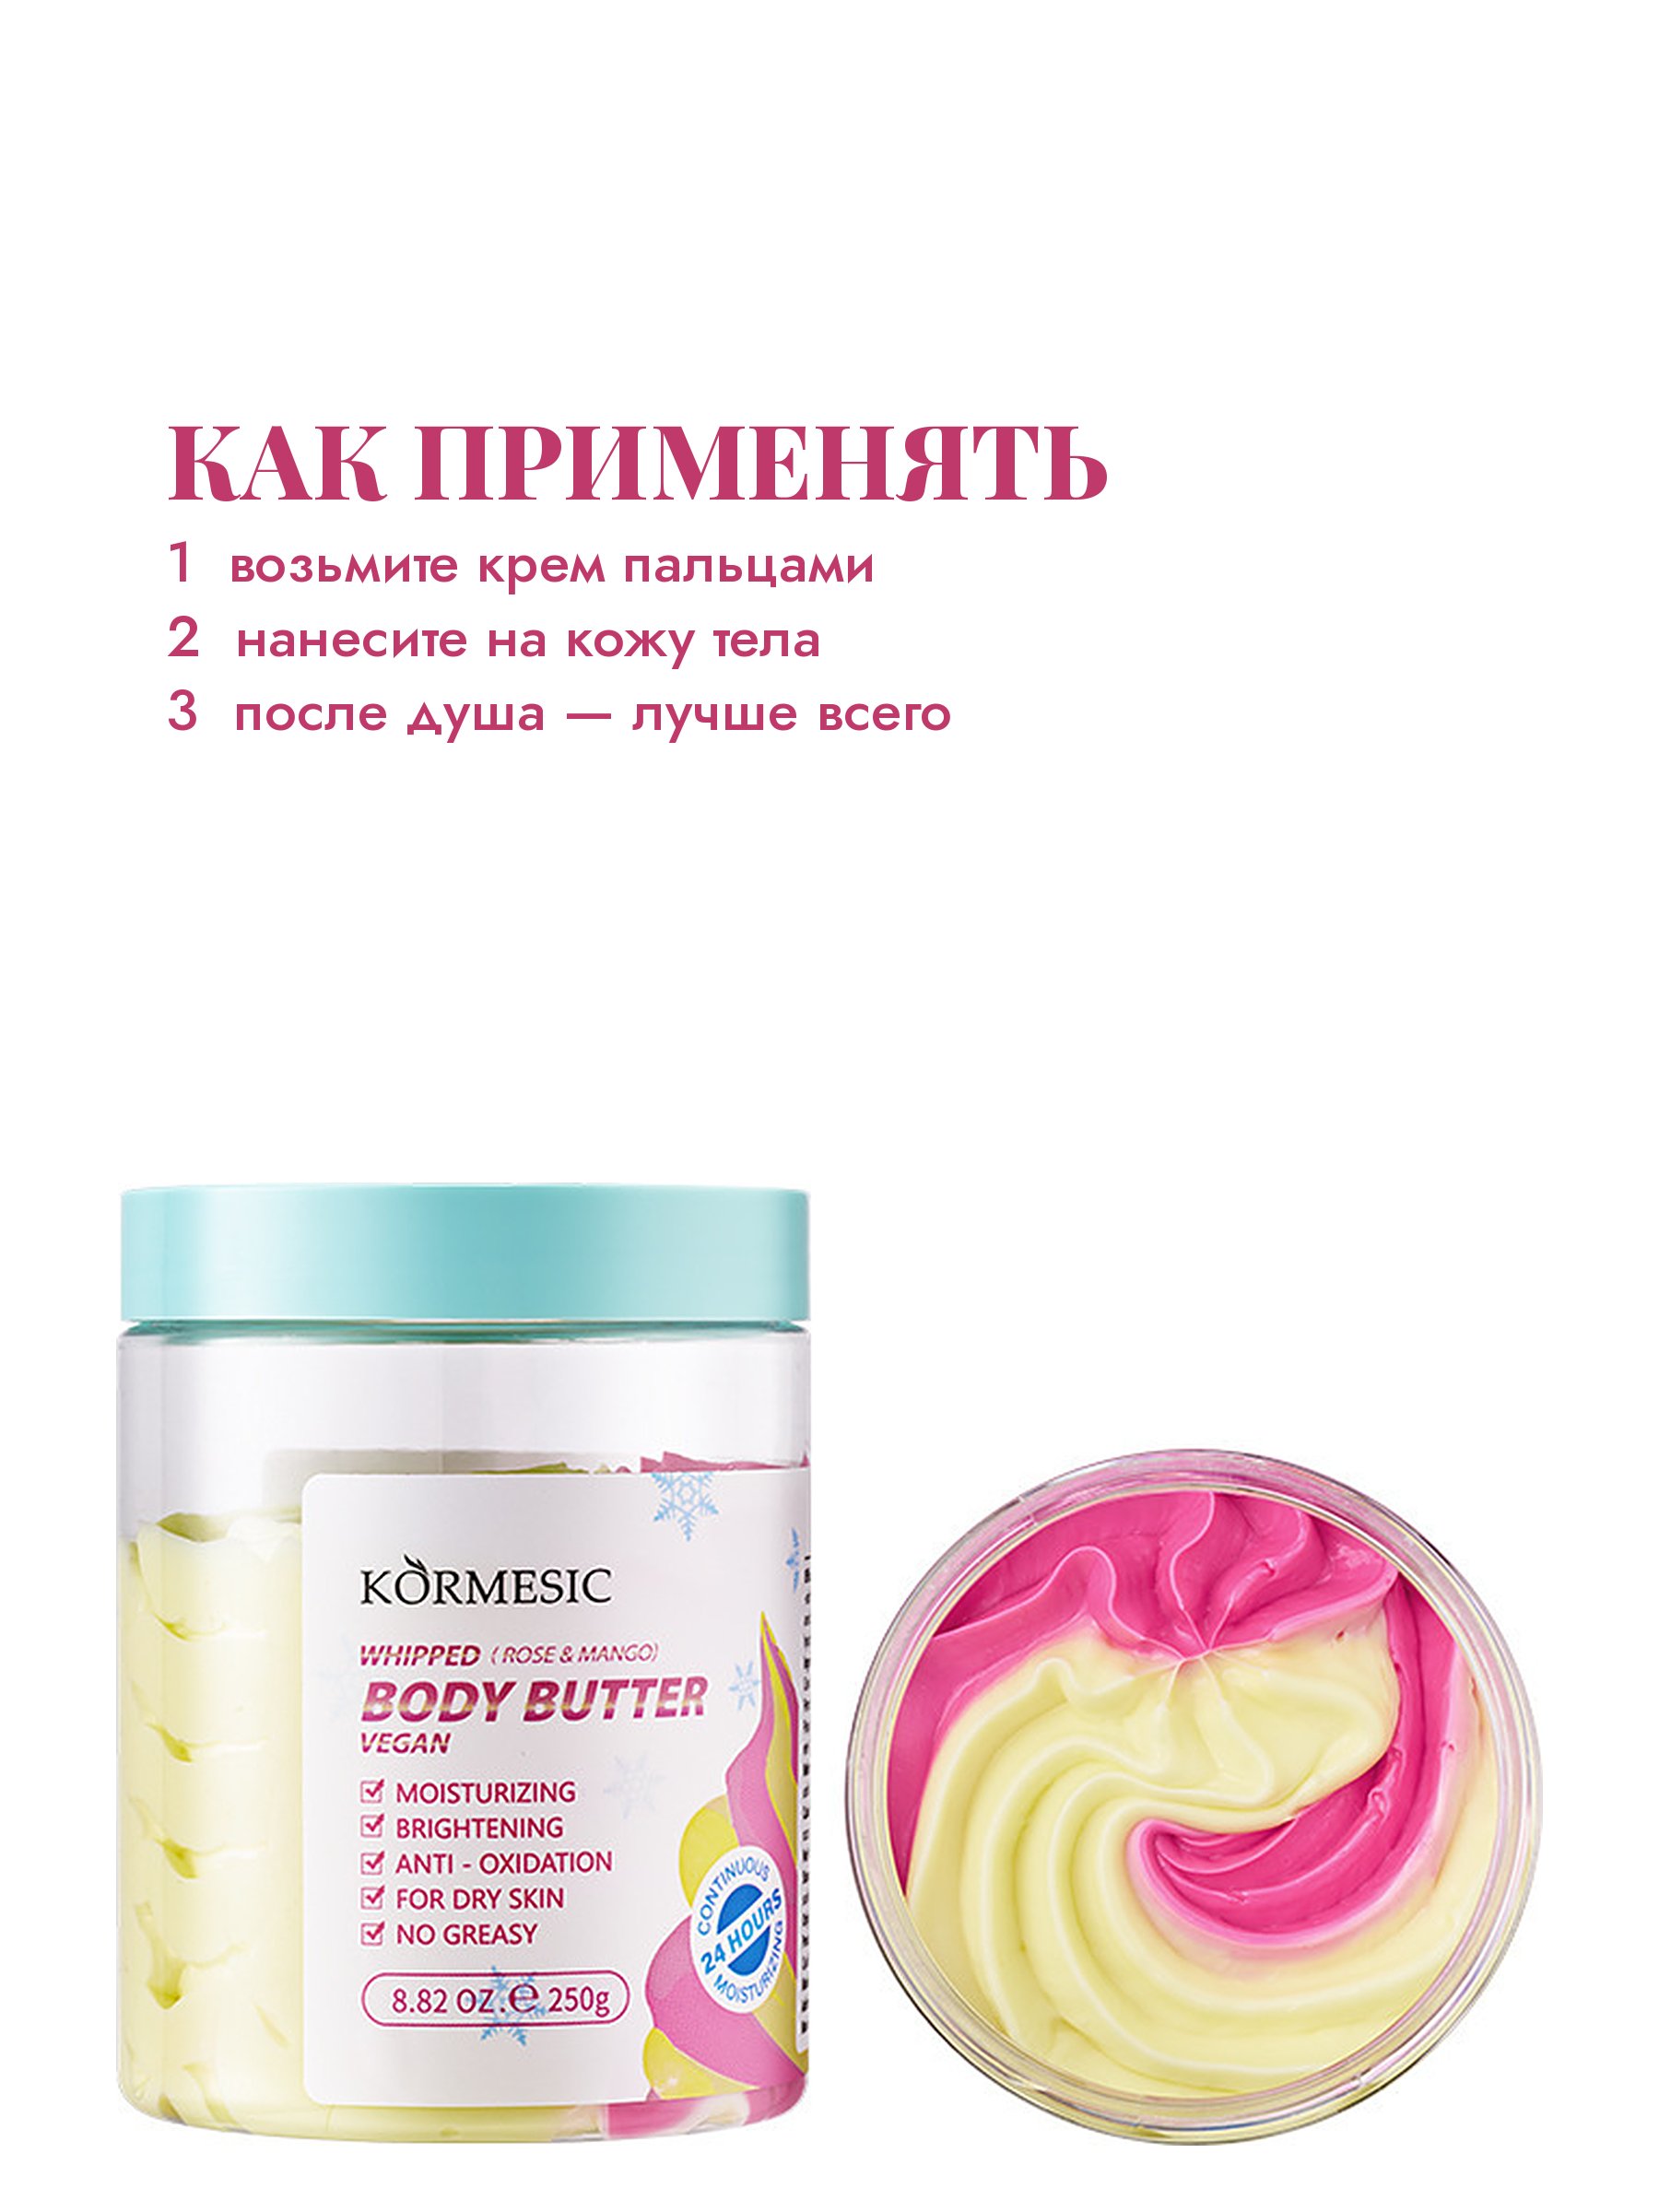 КАК ПРИМЕНЯТЬ
1 возьмите крем пальцами
2 нанесите на кожу тела
3 после душа — лучше всего
KORMESIC
WHIPPED (ROSE & MANGO)
BODY BUTTER
VEGAN
MOISTURIZING
BRIGHTENING
ANTI - OXIDATION
FOR DRY SKIN
NO GREASY
8.82 OZ. ℮ 250g
CONTINUOUS
24 HOURS
MOISTURIZING